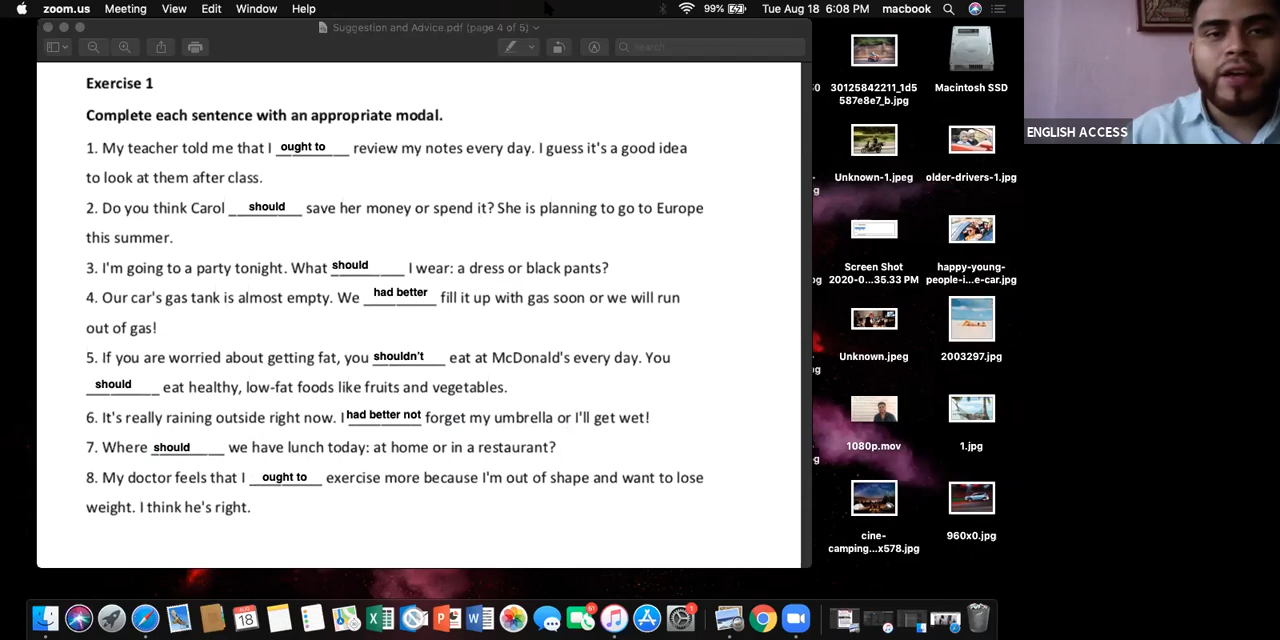 zoom.us Meeting View Edit Window Help 99% Tue Aug 18 6:08 PM macbook
Suggestion and Advice.pdf (page 4 of 5)
Search
Exercise 1
Complete each sentence with an appropriate modal.
1. My teacher told me that I ought to review my notes every day. I guess it's a good idea
to look at them after class.
2. Do you think Carol should save her money or spend it? She is planning to go to Europe
this summer.
3. I'm going to a party tonight. What should I wear: a dress or black pants?
4. Our car's gas tank is almost empty. We had better fill it up with gas soon or we will run
out of gas!
5. If you are worried about getting fat, you shouldn't eat at McDonald's every day. You
should eat healthy, low-fat foods like fruits and vegetables.
6. It's really raining outside right now. I had better not forget my umbrella or I'll get wet!
7. Where should we have lunch today: at home or in a restaurant?
8. My doctor feels that I ought to exercise more because I'm out of shape and want to lose
weight. I think he's right.
30125842211_1d5
587e8e7_b.jpg
Macintosh SSD
Unknown-1.jpeg
older-drivers-1.jpg
Screen Shot
2020-0...35.33 PM
happy-young-
people-i...e-car.jpg
Unknown.jpeg
2003297.jpg
1080p.mov
1.jpg
cine-
camping...x578.jpg
960x0.jpg
ENGLISH ACCESS
AUG
18